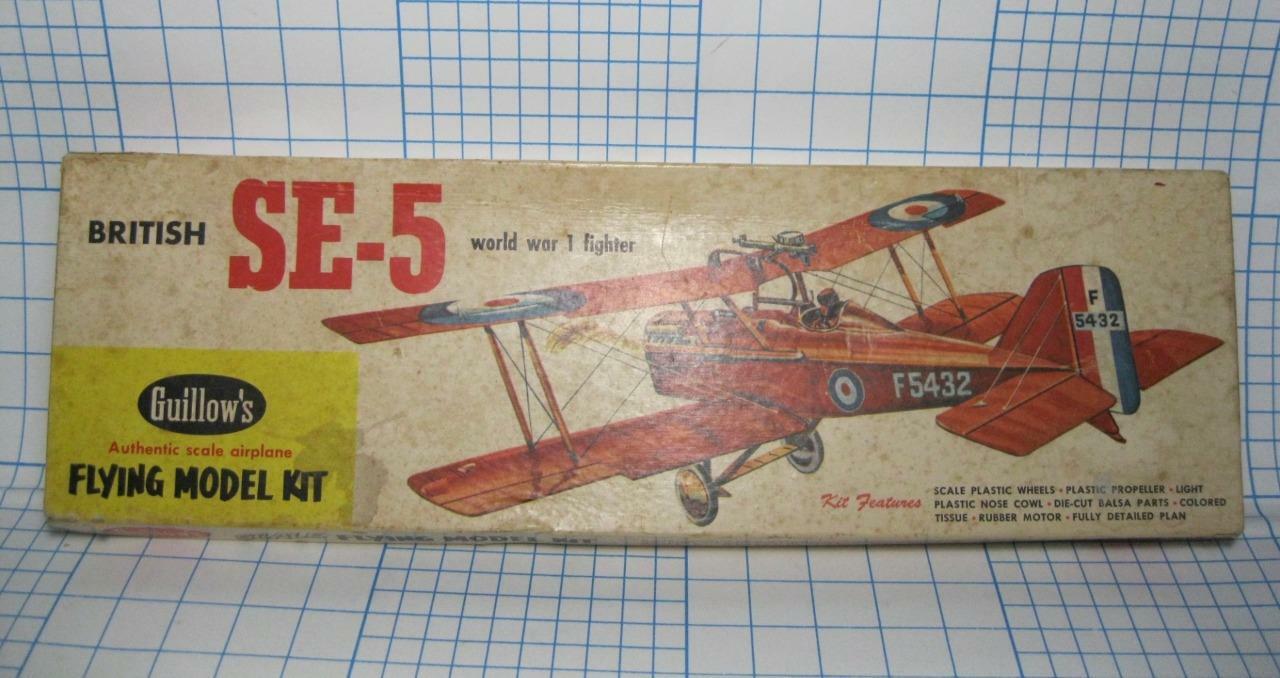 BRITISH SE-5 world war 1 fighter
F
5432
F5432
Guillow's
Authentic scale airplane
FLYING MODEL KIT
Kit Features
SCALE PLASTIC WHEELS • PLASTIC PROPELLER • LIGHT
PLASTIC NOSE COWL • DIE-CUT BALSA PARTS • COLORED
TISSUE • RUBBER MOTOR • FULLY DETAILED PLAN
FLYING MODEL KIT